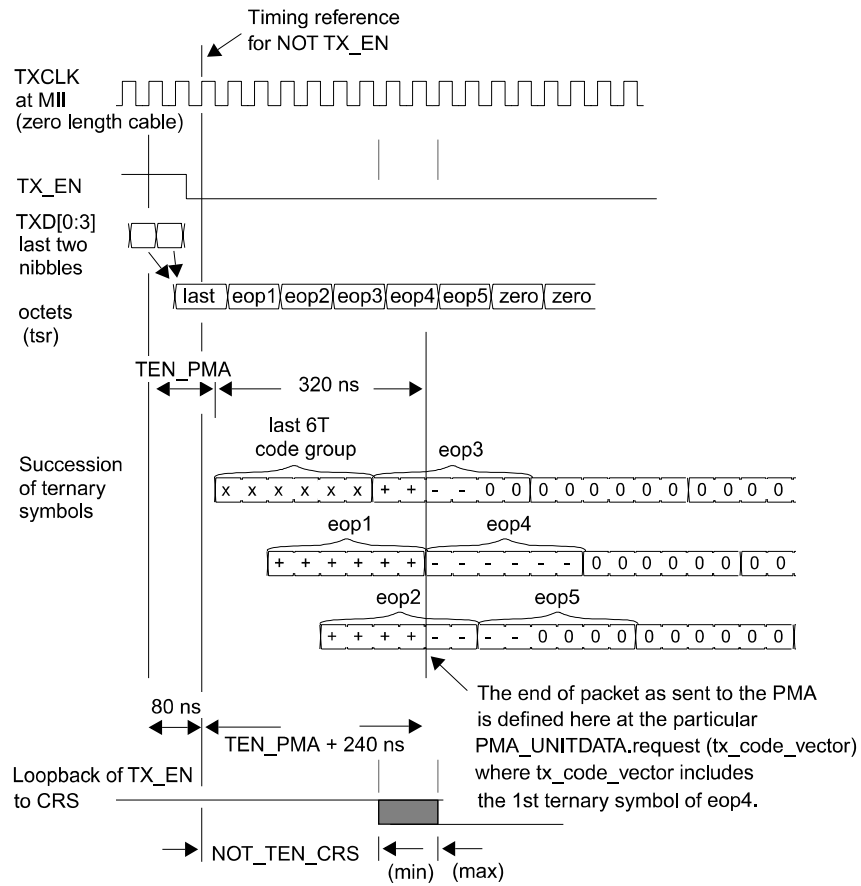 Timing reference
for NOT TX_EN
TXCLK
at MII
(zero length cable)
TX_EN
TXD[0:3]
last two
nibbles
octets
(tsr)
last eop1 eop2 eop3 eop4 eop5 zero zero
TEN_PMA
320 ns
last 6T
code group
eop3
Succession
of ternary
symbols
x x x x x x + + - - 0 0 0 0 0 0 0 0 0 0 0 0
eop1 eop4
+ + + + + + - - - - - - 0 0 0 0 0 0 0 0
eop2 eop5
+ + + + - - - - 0 0 0 0 0 0 0 0 0 0
80 ns
TEN_PMA + 240 ns
The end of packet as sent to the PMA
is defined here at the particular
PMA_UNITDATA.request (tx_code_vector)
where tx_code_vector includes
the 1st ternary symbol of eop4.
Loopback of TX_EN
to CRS
NOT_TEN_CRS
(min) (max)